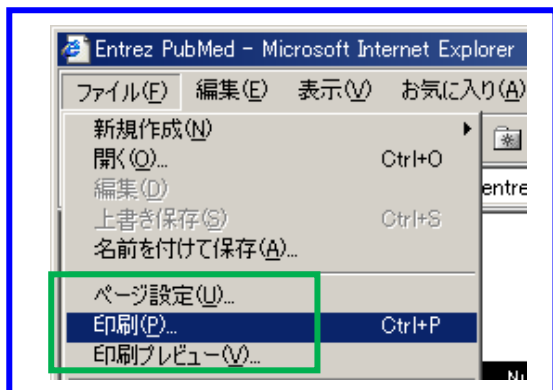 Entrez PubMed - Microsoft Internet Explorer
ファイル(F) 編集(E) 表示(V) お気に入り(A)
新規作成(N)
開く(O)... Ctrl+O
entre
編集(D)
上書き保存(S) Ctrl+S
名前を付けて保存(A)...
ページ設定(U)...
印刷(P)... Ctrl+P
印刷プレビュー(V)...